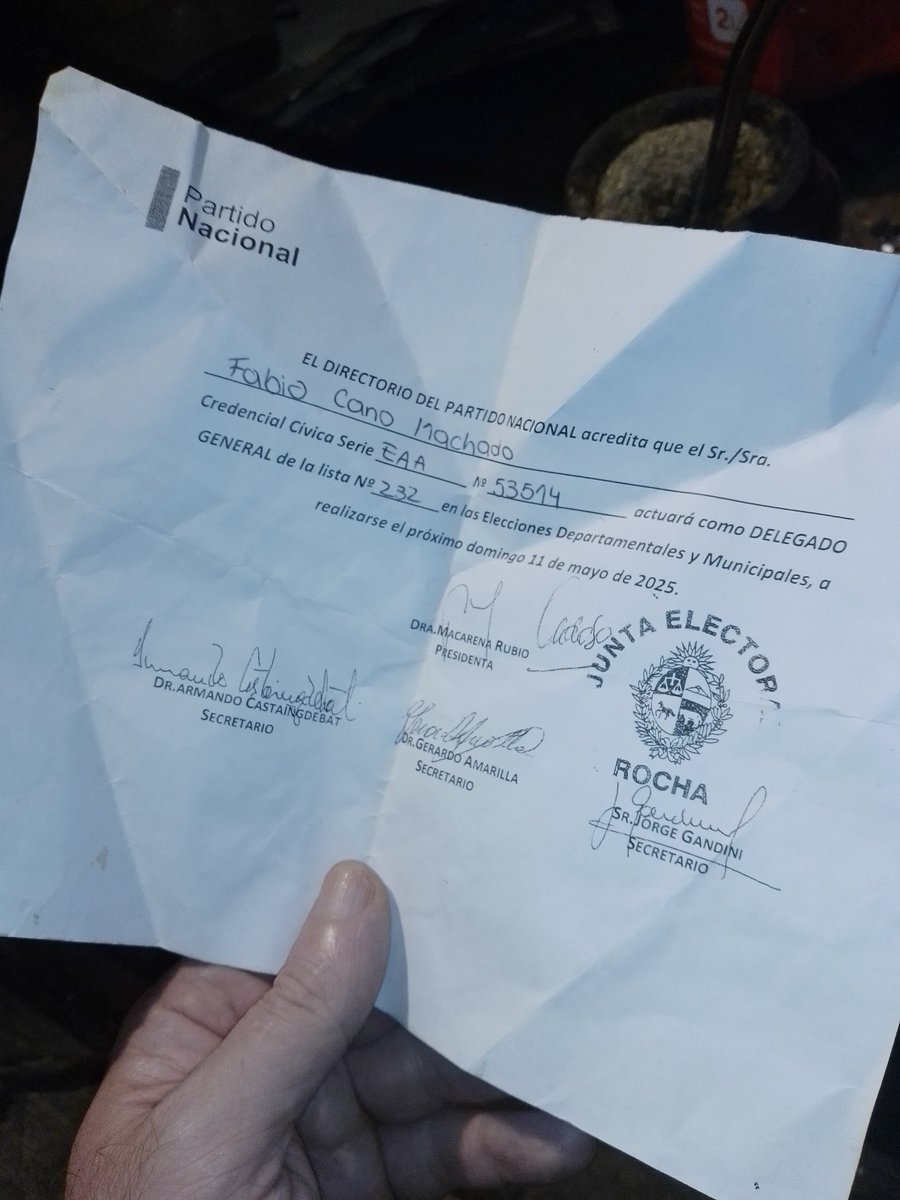 Partido
Nacional
EL DIRECTORIO DEL PARTIDO NACIONAL acredita que el Sr./Sra.
Fabio Cano Machado
Credencial Cívica Serie EAA Nº 53514 actuará como DELEGADO
GENERAL de la lista Nº 232 en las Elecciones Departamentales y Municipales, a
realizarse el próximo domingo 11 de mayo de 2025.
DRA. MACARENA RUBIO
PRESIDENTA
JUNTA ELECTORAL
ROCHA
DR. ARMANDO CASTAINGDEBAT
SECRETARIO
DR. GERARDO AMARILLA
SECRETARIO
SR. JORGE GANDINI
SECRETARIO